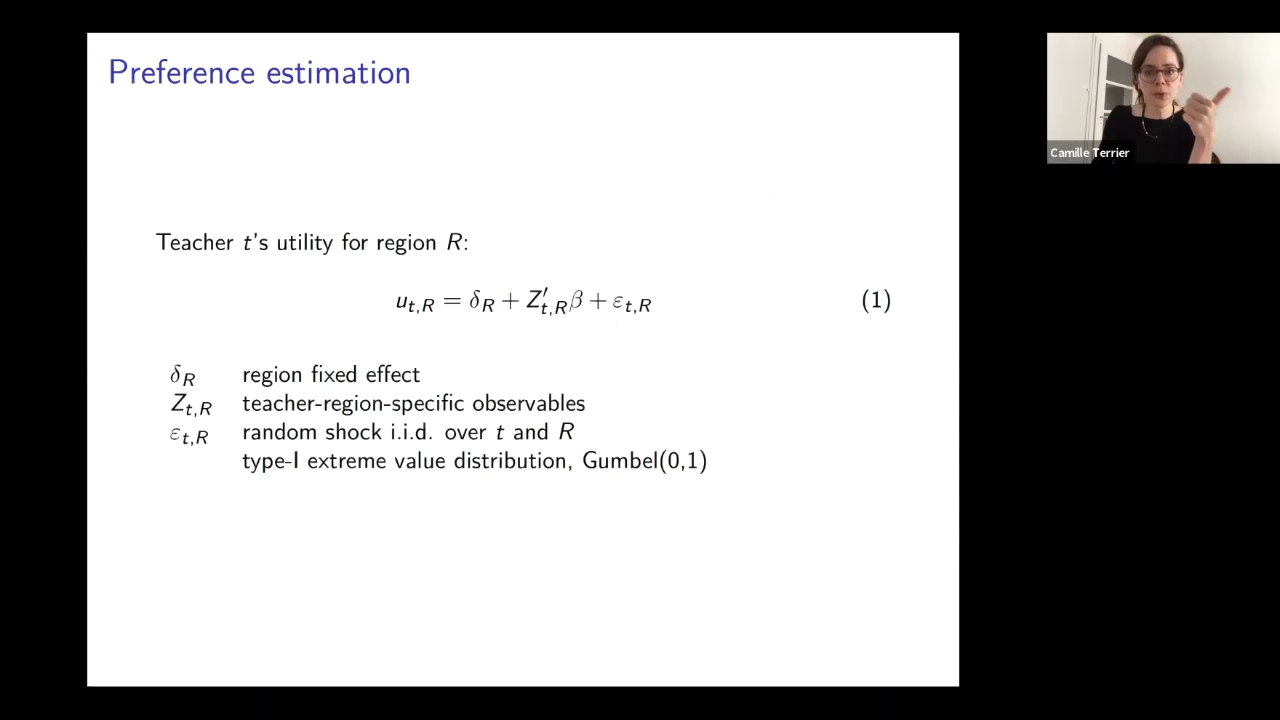 Preference estimation
Camille Terrier
Teacher t's utility for region R:
u_{t,R} = δ_R + Z'_{t,R}β + ε_{t,R} (1)
δ_R region fixed effect
Z_{t,R} teacher-region-specific observables
ε_{t,R} random shock i.i.d. over t and R
type-I extreme value distribution, Gumbel(0,1)